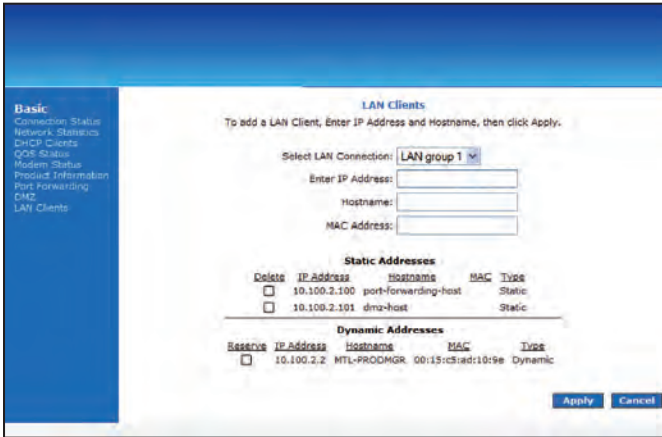 Basic
Connection Status
Network Statistics
DHCP Clients
QOS Status
Modem Status
Product Information
Port Forwarding
DMZ
LAN Clients
LAN Clients
To add a LAN Client, Enter IP Address and Hostname, then click Apply.
Select LAN Connection: LAN group 1
Enter IP Address:
Hostname:
MAC Address:
Static Addresses
Delete IP Address Hostname MAC Type
10.100.2.100 port-forwarding-host Static
10.100.2.101 dmz-host Static
Dynamic Addresses
Reserve IP Address Hostname MAC Type
10.100.2.2 MTL-PRODMGR 00:15:c5:ad:10:9e Dynamic
Apply Cancel